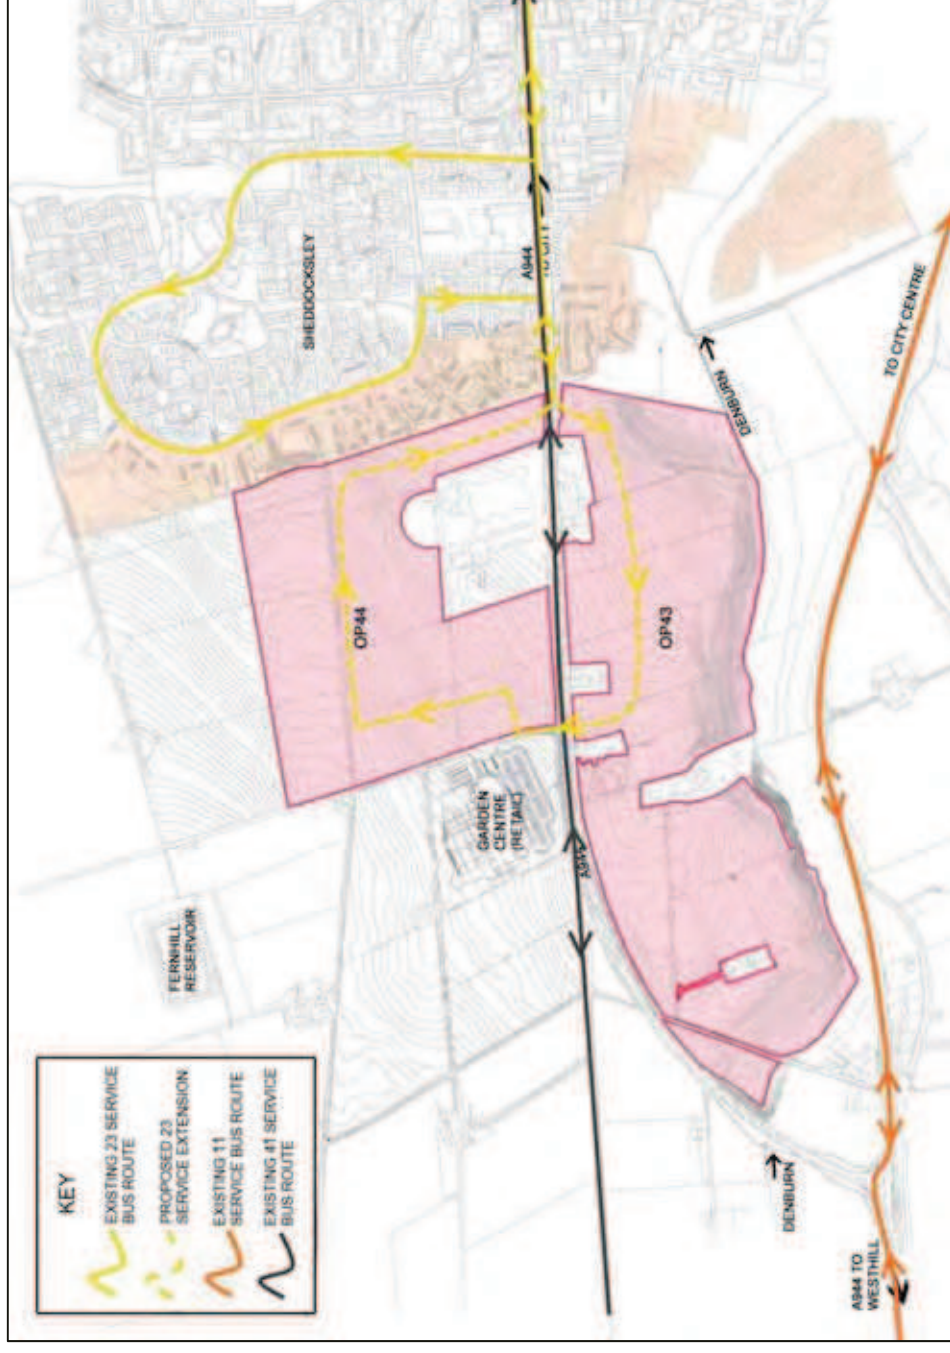 KEY
EXISTING 23 SERVICE
BUS ROUTE
PROPOSED 23
SERVICE EXTENSION
EXISTING 11
SERVICE BUS ROUTE
EXISTING 41 SERVICE
BUS ROUTE
FERNHILL
RESERVOIR
GARDEN
CENTRE
(RETAIL)
SHEDDOCKSLEY
OP44
OP43
A944
TO CITY
A944
DENBURN
TO CITY CENTRE
DENBURN
A944 TO
WESTHILL